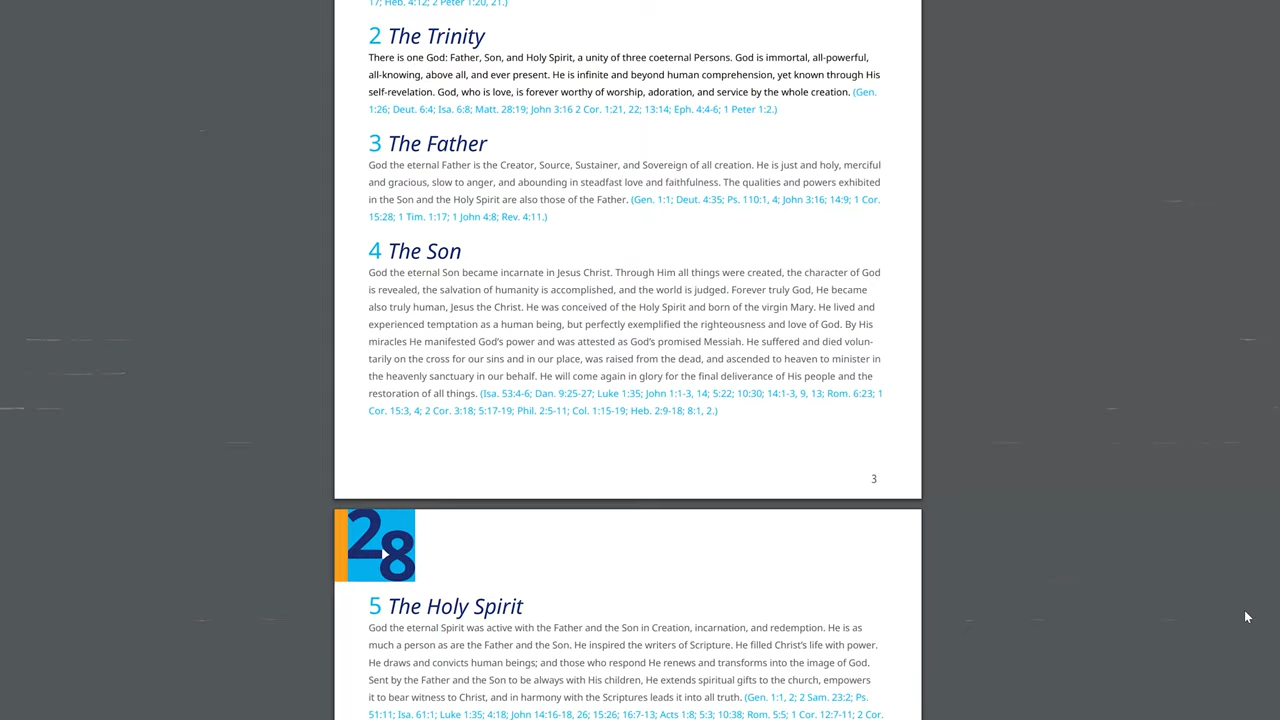 17; Heb. 4:12; 2 Peter 1:20, 21.)
2 The Trinity
There is one God: Father, Son, and Holy Spirit, a unity of three coeternal Persons. God is immortal, all-powerful,
all-knowing, above all, and ever present. He is infinite and beyond human comprehension, yet known through His
self-revelation. God, who is love, is forever worthy of worship, adoration, and service by the whole creation. (Gen.
1:26; Deut. 6:4; Isa. 6:8; Matt. 28:19; John 3:16 2 Cor. 1:21, 22; 13:14; Eph. 4:4-6; 1 Peter 1:2.)
3 The Father
God the eternal Father is the Creator, Source, Sustainer, and Sovereign of all creation. He is just and holy, merciful
and gracious, slow to anger, and abounding in steadfast love and faithfulness. The qualities and powers exhibited
in the Son and the Holy Spirit are also those of the Father. (Gen. 1:1; Deut. 4:35; Ps. 110:1, 4; John 3:16; 14:9; 1 Cor.
15:28; 1 Tim. 1:17; 1 John 4:8; Rev. 4:11.)
4 The Son
God the eternal Son became incarnate in Jesus Christ. Through Him all things were created, the character of God
is revealed, the salvation of humanity is accomplished, and the world is judged. Forever truly God, He became
also truly human, Jesus the Christ. He was conceived of the Holy Spirit and born of the virgin Mary. He lived and
experienced temptation as a human being, but perfectly exemplified the righteousness and love of God. By His
miracles He manifested God’s power and was attested as God’s promised Messiah. He suffered and died volun-
tarily on the cross for our sins and in our place, was raised from the dead, and ascended to heaven to minister in
the heavenly sanctuary in our behalf. He will come again in glory for the final deliverance of His people and the
restoration of all things. (Isa. 53:4-6; Dan. 9:25-27; Luke 1:35; John 1:1-3, 14; 5:22; 10:30; 14:1-3, 9, 13; Rom. 6:23; 1
Cor. 15:3, 4; 2 Cor. 3:18; 5:17-19; Phil. 2:5-11; Col. 1:15-19; Heb. 2:9-18; 8:1, 2.)
3
28
5 The Holy Spirit
God the eternal Spirit was active with the Father and the Son in Creation, incarnation, and redemption. He is as
much a person as are the Father and the Son. He inspired the writers of Scripture. He filled Christ’s life with power.
He draws and convicts human beings; and those who respond He renews and transforms into the image of God.
Sent by the Father and the Son to be always with His children, He extends spiritual gifts to the church, empowers
it to bear witness to Christ, and in harmony with the Scriptures leads it into all truth. (Gen. 1:1, 2; 2 Sam. 23:2; Ps.
51:11; Isa. 61:1; Luke 1:35; 4:18; John 14:16-18, 26; 15:26; 16:7-13; Acts 1:8; 5:3; 10:38; Rom. 5:5; 1 Cor. 12:7-11; 2 Cor.